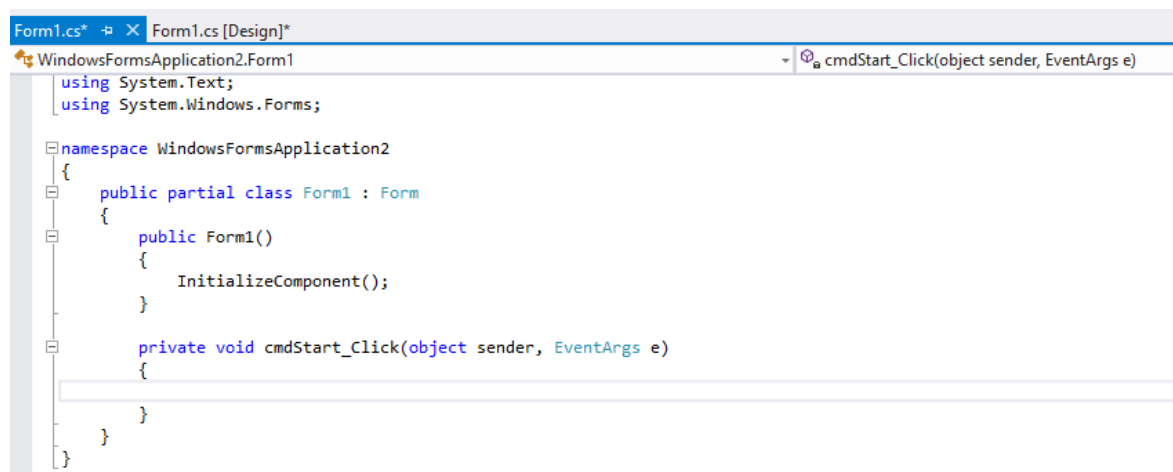 Form1.cs* Form1.cs [Design]*
WindowsFormsApplication2.Form1 cmdStart_Click(object sender, EventArgs e)
using System.Text;
using System.Windows.Forms;
namespace WindowsFormsApplication2
{
public partial class Form1 : Form
{
public Form1()
{
InitializeComponent();
}
private void cmdStart_Click(object sender, EventArgs e)
{
}
}
}